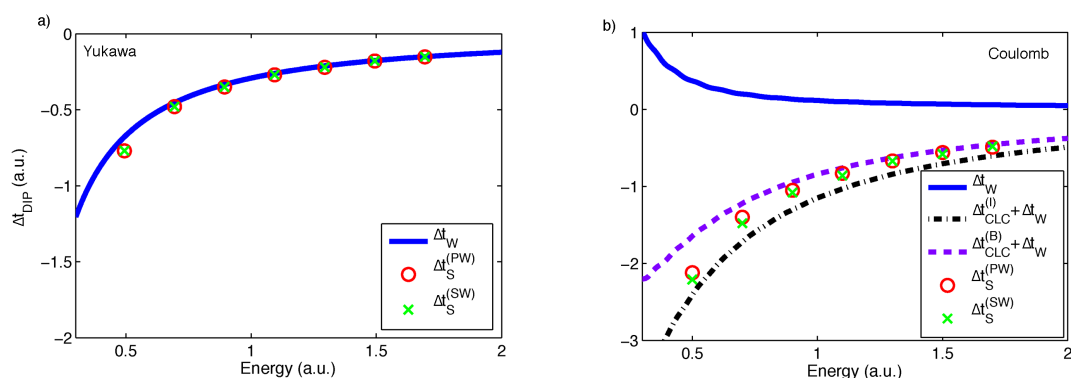 a)
Yukawa
0
−0.5
−1
−1.5
−2
0.5
1
1.5
2
Energy (a.u.)
Δt_DIP (a.u.)
Δt_W
Δt_S^(PW)
Δt_S^(SW)
b)
Coulomb
1
0
−1
−2
−3
0.5
1
1.5
2
Energy (a.u.)
Δt_W
Δt_CLC^(I)+Δt_W
Δt_CLC^(B)+Δt_W
Δt_S^(PW)
Δt_S^(SW)